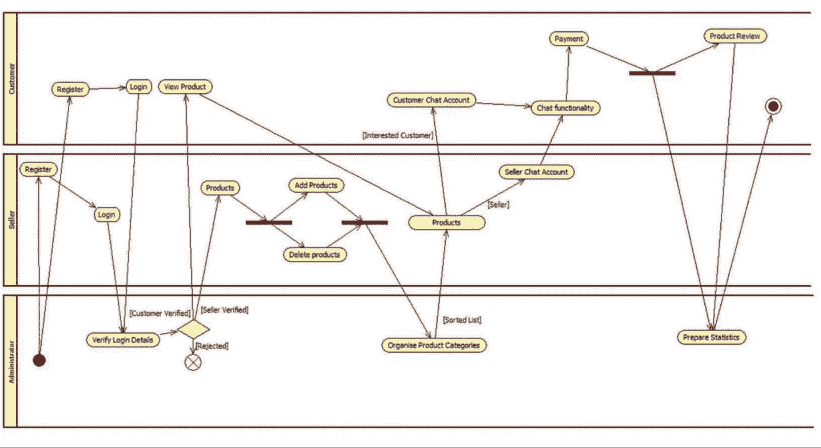 Customer
Register
Login
View Product
Customer Chat Account
[Interested Customer]
Chat functionality
Payment
Product Review
Seller
Register
Login
Products
Add Products
Delete products
Products
[Seller]
Seller Chat Account
Administrator
[Customer Verified]
[Seller Verified]
Verify Login Details
[Rejected]
[Sorted List]
Organise Product Categories
Prepare Statistics